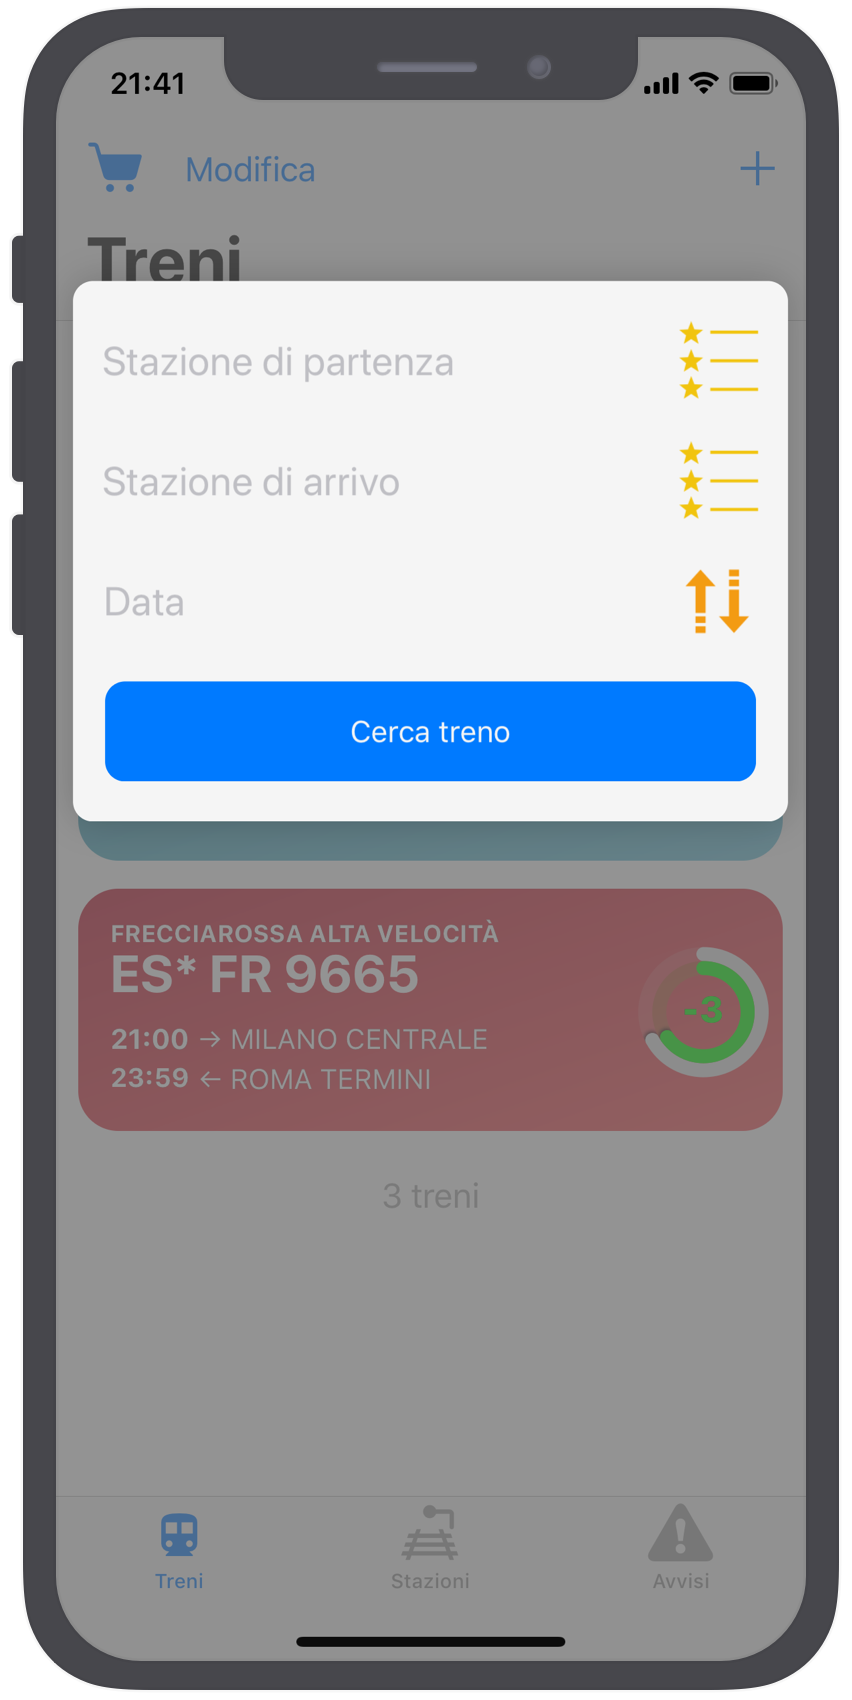 21:41
Modifica
Treni
Stazione di partenza
Stazione di arrivo
Data
Cerca treno
FRECCIAROSSA ALTA VELOCITÀ
ES* FR 9665
-3
21:00 → MILANO CENTRALE
23:59 ← ROMA TERMINI
3 treni
Treni
Stazioni
Avvisi